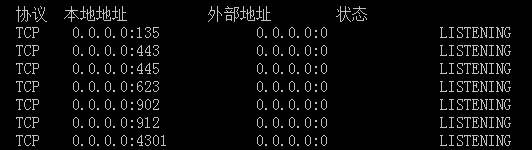 协议 本地地址 外部地址 状态
TCP 0.0.0.0:135 0.0.0.0:0 LISTENING
TCP 0.0.0.0:443 0.0.0.0:0 LISTENING
TCP 0.0.0.0:445 0.0.0.0:0 LISTENING
TCP 0.0.0.0:623 0.0.0.0:0 LISTENING
TCP 0.0.0.0:902 0.0.0.0:0 LISTENING
TCP 0.0.0.0:912 0.0.0.0:0 LISTENING
TCP 0.0.0.0:4301 0.0.0.0:0 LISTENING